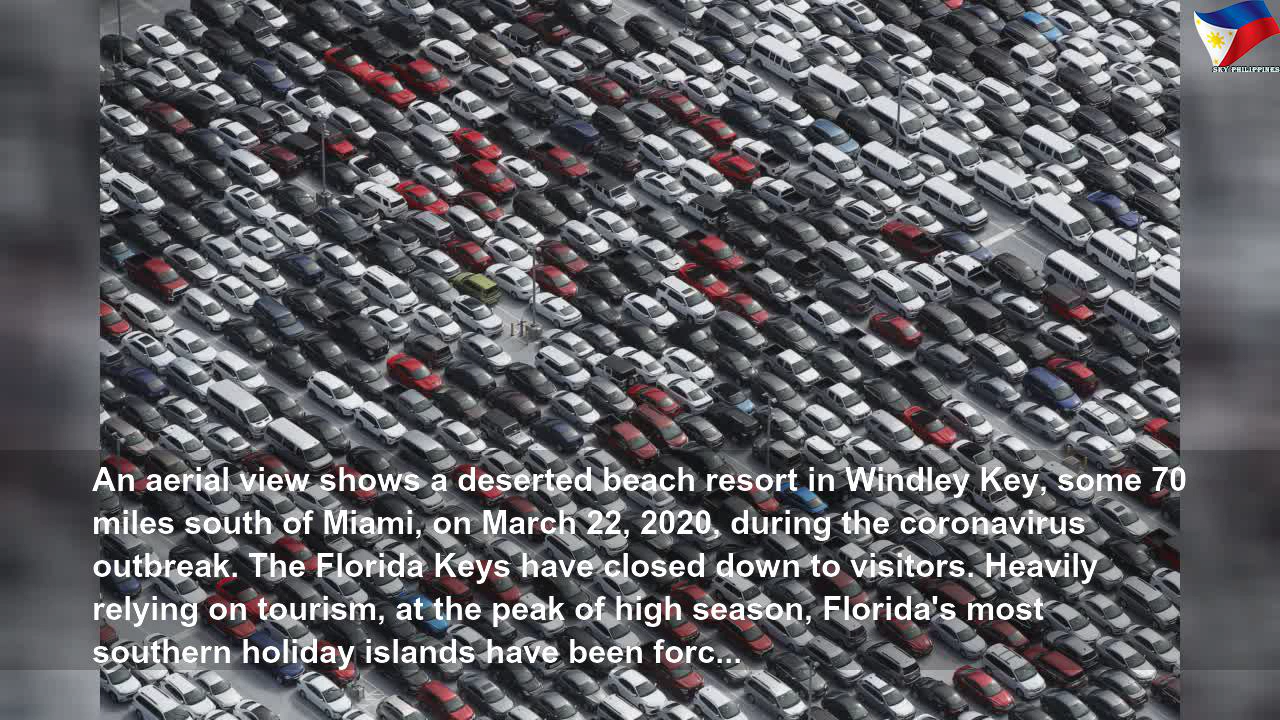 SKY PHILIPPINES
An aerial view shows a deserted beach resort in Windley Key, some 70
miles south of Miami, on March 22, 2020, during the coronavirus
outbreak. The Florida Keys have closed down to visitors. Heavily
relying on tourism, at the peak of high season, Florida's most
southern holiday islands have been forc...